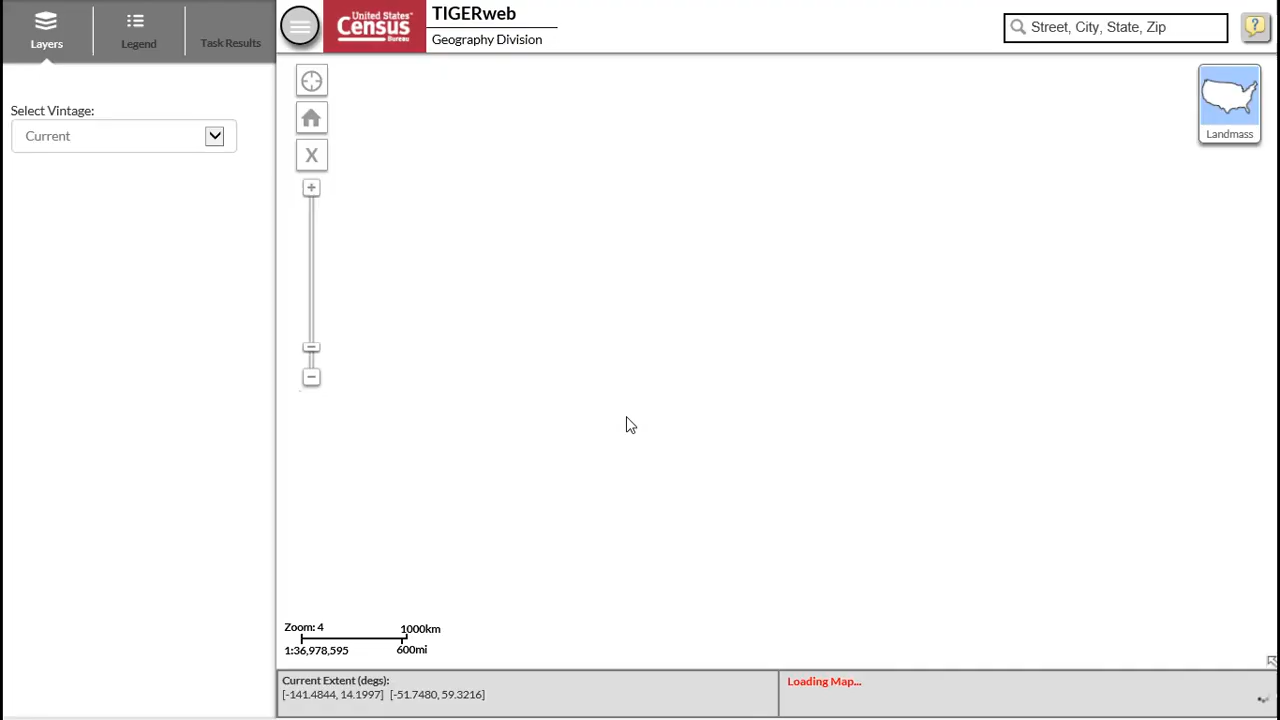 Layers
Legend
Task Results
United States®
Census
Bureau
TIGERweb
Geography Division
Street, City, State, Zip
?
Select Vintage:
Current
X
+
Landmass
−
−
Zoom: 4
1000km
1:36,978,595
600mi
Current Extent (degs):
[-141.4844, 14.1997] [-51.7480, 59.3216]
Loading Map...